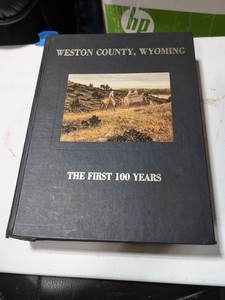 hp
WESTON COUNTY, WYOMING
THE FIRST 100 YEARS